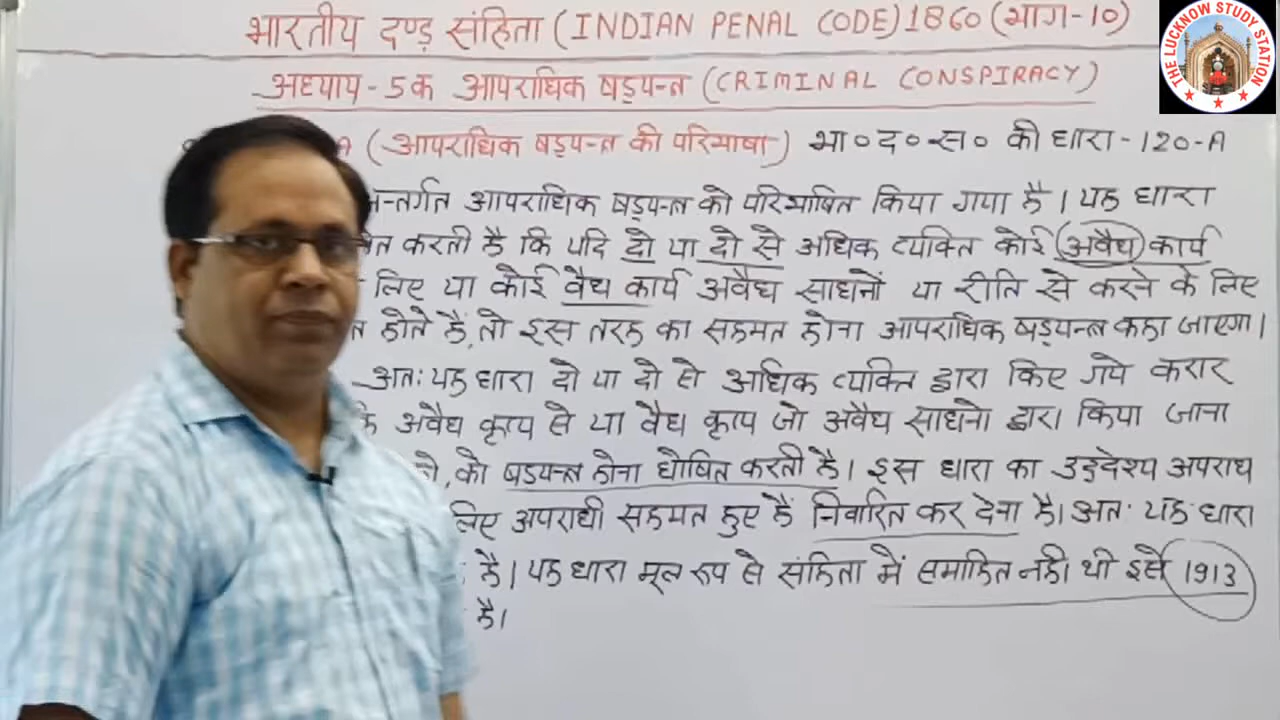 भारतीय दण्ड़ संहिता (INDIAN PENAL CODE) 1860 (भाग-10)
THE LUCKNOW STUDY STATION
अध्याय-5क आपराधिक षड़यन्त्र (CRIMINAL CONSPIRACY)
A (आपराधिक षड़यन्त्र की परिभाषा) भा०द०स० की धारा-120-A
अन्तर्गत आपराधिक षड़यन्त्र को परिभाषित किया गया है। यह धारा
करती है कि यदि दो या दो से अधिक व्यक्ति कोई अवैध कार्य
लिए या कोई वैध कार्य अवैध साधनों या रीति से करने के लिए
होते हैं, तो इस तरह का सहमत होना आपराधिक षड़यन्त्र कहा जाएगा।
अतः यह धारा दो या दो से अधिक व्यक्ति द्वारा किए गये करार
के अवैध कृत्य से या वैध कृत्य जो अवैध साधनो द्वारा किया जाना
को षडयन्त्र होना घोषित करती है। इस धारा का उद्देश्य अपराध
लिए अपराधी सहमत हुए हैं निवारित कर देना है। अतः यह धारा
है। यह धारा मूल रूप से संहिता में समाहित नही थी इसे 1913
है।